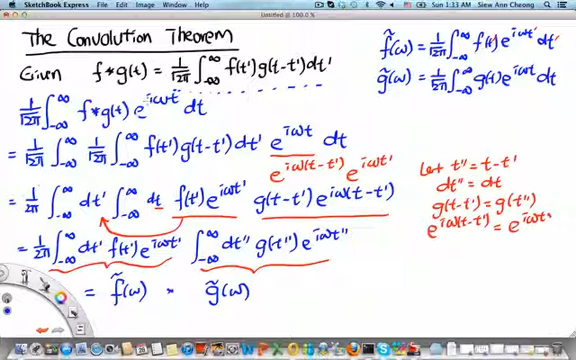 SketchBook Express File Edit Image Window Help Sun 1:33 AM Siew Ann Cheong
Untitled @ 100.0 %
The Convolution Theorem
Given f*g(t) = 1/√2π ∫_{-∞}^{∞} f(t')g(t-t')dt'
f̃(ω) = 1/√2π ∫_{-∞}^{∞} f(t')e^{iωt'}dt'
g̃(ω) = 1/√2π ∫_{-∞}^{∞} g(t)e^{iωt}dt
1/√2π ∫_{-∞}^{∞} f*g(t) e^{iωt} dt
= 1/√2π ∫_{-∞}^{∞} 1/√2π ∫_{-∞}^{∞} f(t')g(t-t')dt' e^{iωt} dt
e^{iω(t-t')} e^{iωt'}
= 1/√2π ∫_{-∞}^{∞} dt' ∫_{-∞}^{∞} dt f(t')e^{iωt'} g(t-t')e^{iω(t-t')}
= 1/√2π ∫_{-∞}^{∞} dt' f(t')e^{iωt'} ∫_{-∞}^{∞} dt'' g(t'')e^{iωt''}
= f̃(ω) × g̃(ω)
Let t'' = t-t'
dt'' = dt
g(t-t') = g(t'')
e^{iω(t-t')} = e^{iωt''}